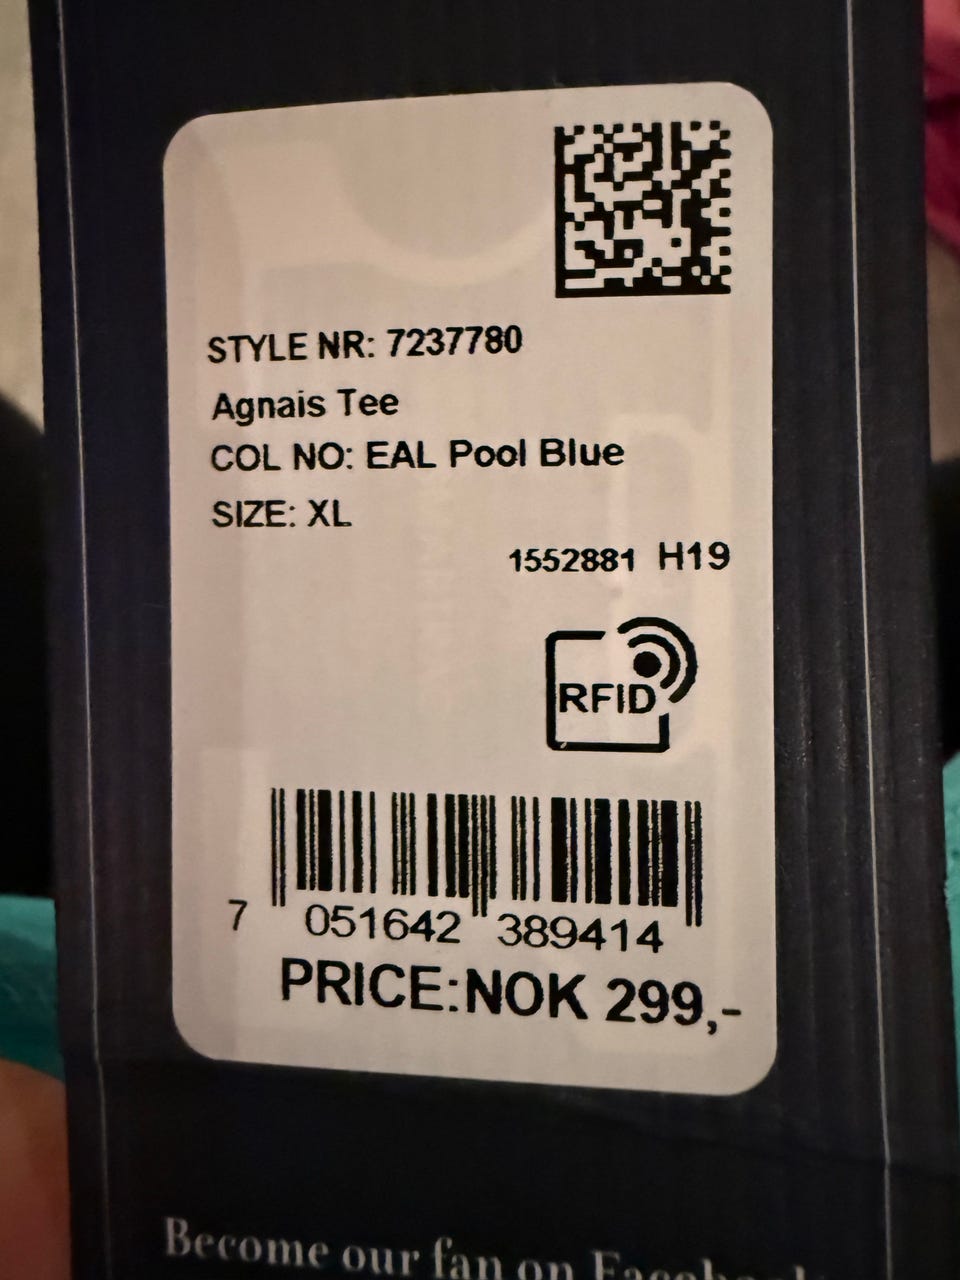 STYLE NR: 7237780
Agnais Tee
COL NO: EAL Pool Blue
SIZE: XL
1552881 H19
RFID
7 051642 389414
PRICE:NOK 299,-
Become our fan on